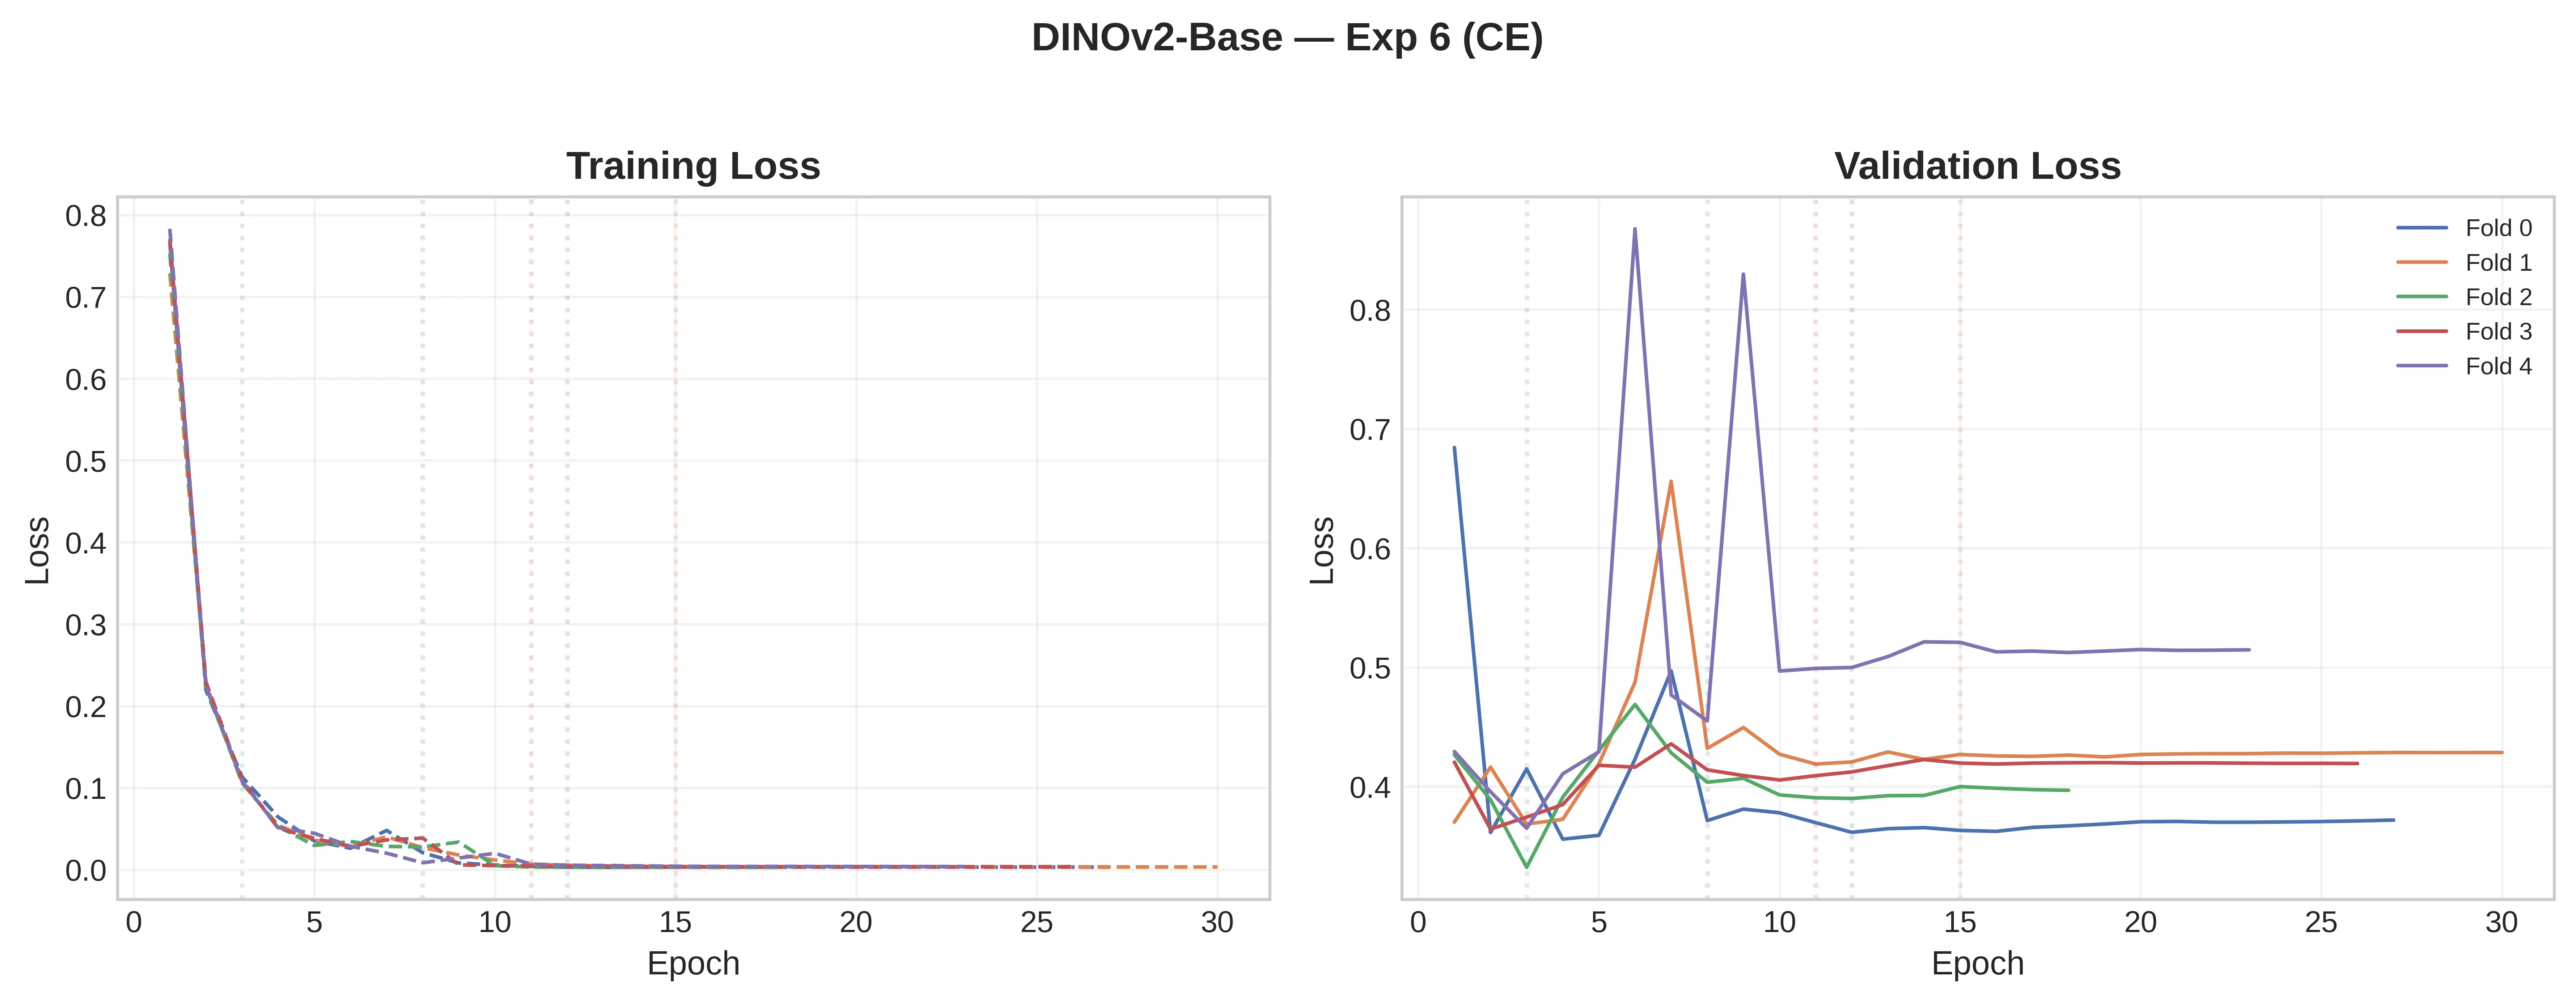 DINOv2-Base — Exp 6 (CE)
Training Loss
0.8
0.7
0.6
0.5
0.4
0.3
0.2
0.1
0.0
Loss
0 5 10 15 20 25 30
Epoch
Validation Loss
0.8
0.7
0.6
0.5
0.4
Loss
0 5 10 15 20 25 30
Epoch
Fold 0
Fold 1
Fold 2
Fold 3
Fold 4